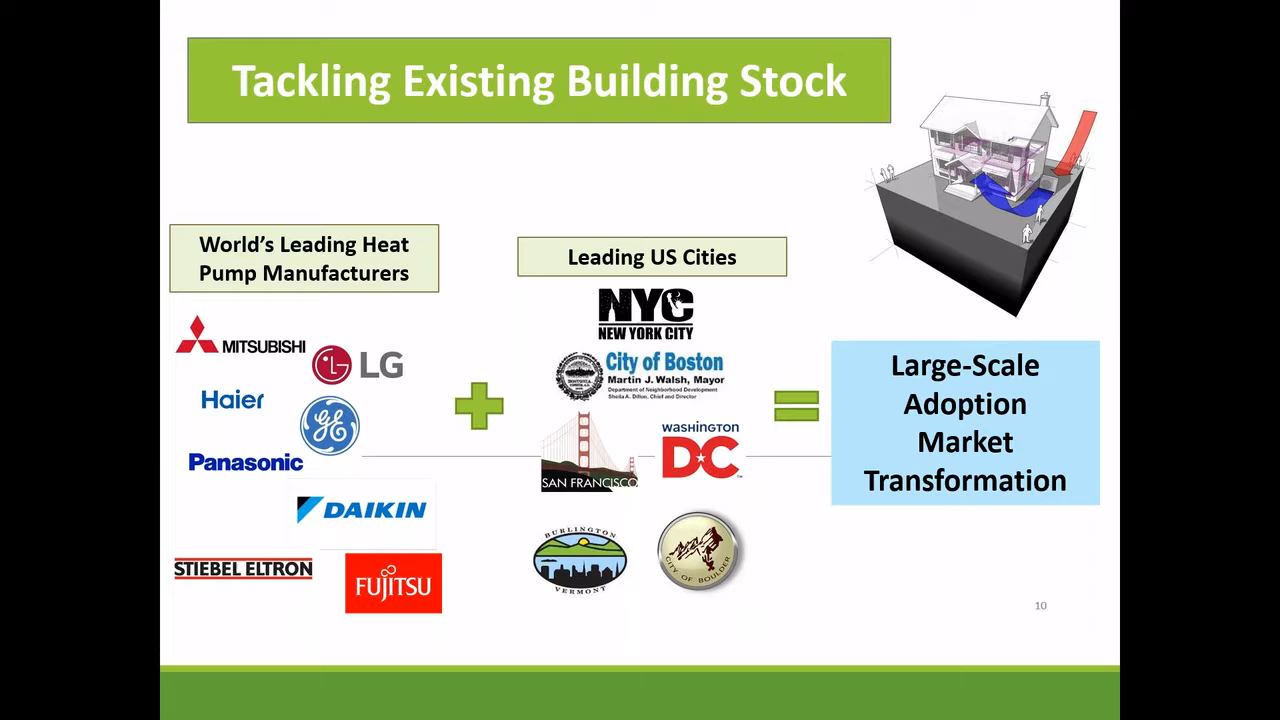 Tackling Existing Building Stock
World's Leading Heat
Pump Manufacturers
MITSUBISHI
LG
Haier
GE
Panasonic
DAIKIN
STIEBEL ELTRON
FUJITSU
Leading US Cities
NYC
NEW YORK CITY
City of Boston
Martin J. Walsh, Mayor
Department of Neighborhood Development
Sheila A. Dillon, Chief and Director
SAN FRANCISCO
WASHINGTON
DC
BURLINGTON
VERMONT
CITY OF BOULDER
Large-Scale
Adoption
Market
Transformation
10